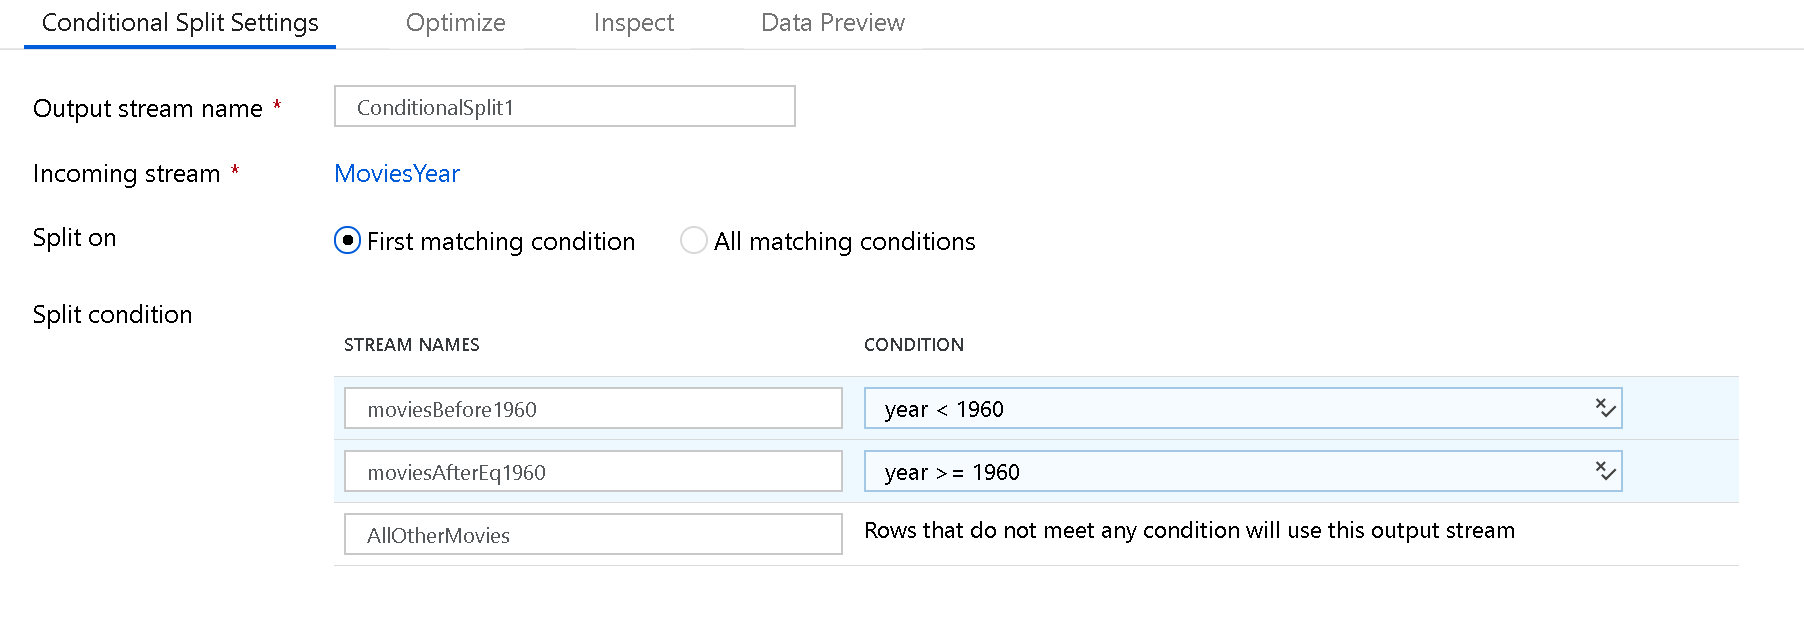 Conditional Split Settings Optimize Inspect Data Preview
Output stream name * ConditionalSplit1
Incoming stream * MoviesYear
Split on First matching condition All matching conditions
Split condition
STREAM NAMES CONDITION
moviesBefore1960 year < 1960
moviesAfterEq1960 year >= 1960
AllOtherMovies Rows that do not meet any condition will use this output stream